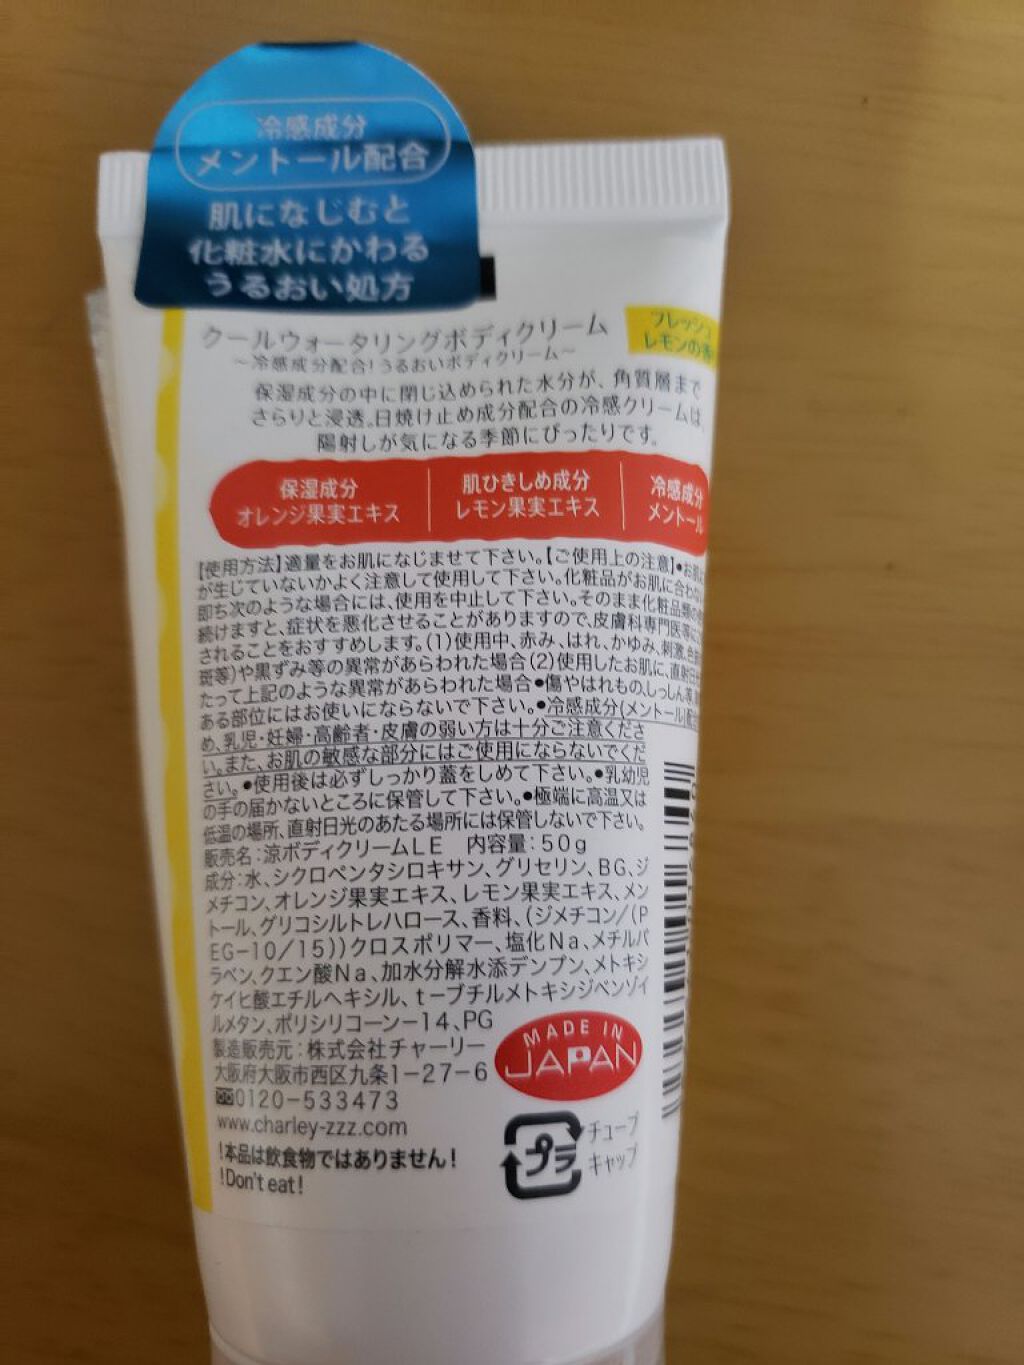 冷感成分
メントール配合
肌になじむと
化粧水にかわる
うるおい処方
クールウォータリングボディクリーム
〜冷感成分配合!うるおいボディクリーム〜
フレッシュ
レモンの香
保湿成分の中に閉じ込められた水分が、角質層まで
さらりと浸透。日焼け止め成分配合の冷感クリームは、
陽射しが気になる季節にぴったりです。
保湿成分
オレンジ果実エキス
肌ひきしめ成分
レモン果実エキス
冷感成分
メントール
【使用方法】適量をお肌になじませて下さい。【ご使用上の注意】●お肌に
が生じていないかよく注意して使用して下さい。化粧品がお肌に合わな
即ち次のような場合には、使用を中止して下さい。そのまま化粧品類の
続けますと、症状を悪化させることがありますので、皮膚科専門医等に
されることをおすすめします。(1)使用中、赤み、はれ、かゆみ、刺激、色
斑等)や黒ずみ等の異常があらわれた場合(2)使用したお肌に、直射日
たって上記のような異常があらわれた場合●傷やはれもの、しっしん等、
ある部位にはお使いにならないで下さい。●冷感成分(メントール)配合
め、乳児・妊婦・高齢者・皮膚の弱い方は十分ご注意くださ
い。また、お肌の敏感な部分にはご使用にならないでくだ
さい。●使用後は必ずしっかり蓋をしめて下さい。●乳幼児
の手の届かないところに保管して下さい。●極端に高温又は
低温の場所、直射日光のあたる場所には保管しないで下さい。
販売名:涼ボディクリームLE 内容量:50g
成分:水、シクロペンタシロキサン、グリセリン、BG、ジ
メチコン、オレンジ果実エキス、レモン果実エキス、メン
トール、グリコシルトレハロース、香料、(ジメチコン/(P
EG-10/15))クロスポリマー、塩化Na、メチルパ
ラベン、クエン酸Na、加水分解水添デンプン、メトキシ
ケイヒ酸エチルヘキシル、t-ブチルメトキシジベンゾイ
ルメタン、ポリシリコーン-14、PG
製造販売元:株式会社チャーリー
大阪府大阪市西区九条1-27-6
0120-533473
www.charley-zzz.com
!本品は飲食物ではありません!
!Don't eat!
MADE IN
JAPAN
プラ
チューブ
キャップ